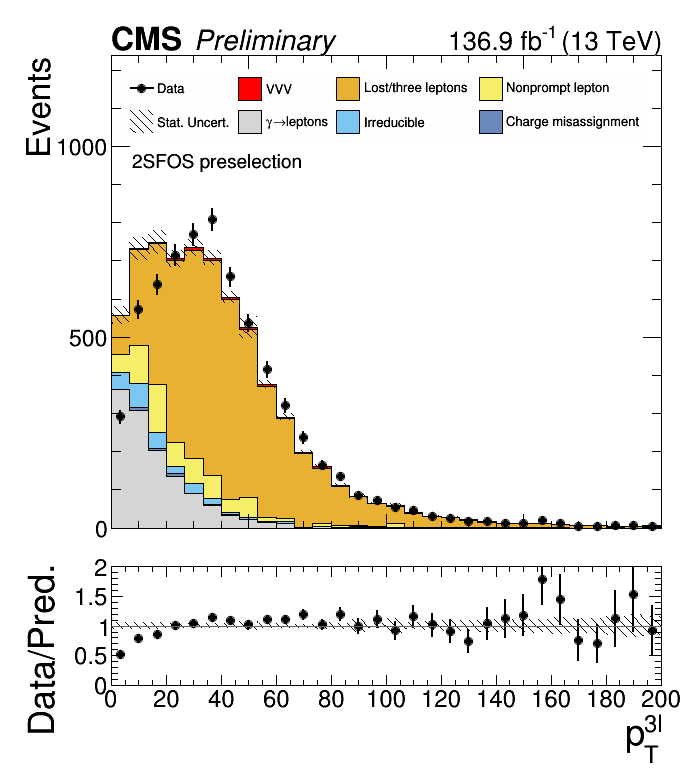 CMS Preliminary 136.9 fb⁻¹ (13 TeV)
Events
Data VVV Lost/three leptons Nonprompt lepton
Stat. Uncert. γ→leptons Irreducible Charge misassignment
1000
2SFOS preselection
500
0
Data/Pred.
2
1.5
1
0.5
0
0 20 40 60 80 100 120 140 160 180 200
p_T^3l